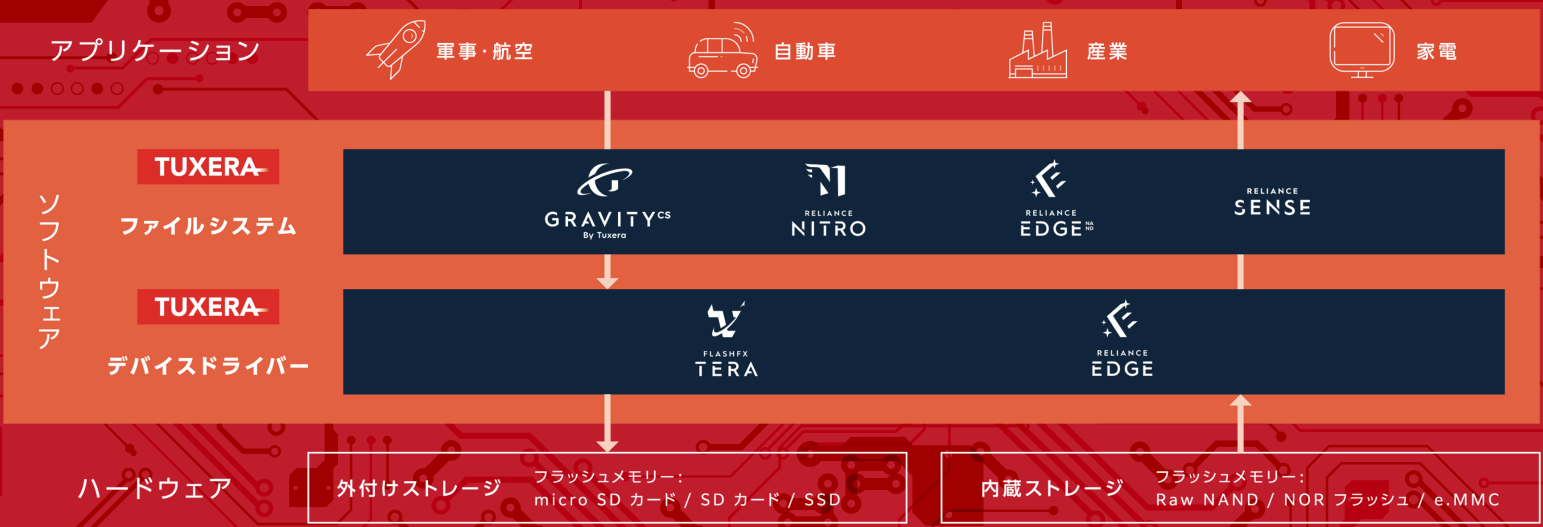 アプリケーション
軍事・航空
自動車
産業
家電
ソフトウェア
TUXERA
ファイルシステム
GRAVITY CS
By Tuxera
RELIANCE
NITRO
RELIANCE
EDGE NAND
RELIANCE
SENSE
TUXERA
デバイスドライバー
FLASHFX
TERA
RELIANCE
EDGE
ハードウェア
外付けストレージ
フラッシュメモリー:
micro SD カード / SD カード / SSD
内蔵ストレージ
フラッシュメモリー:
Raw NAND / NOR フラッシュ / e.MMC